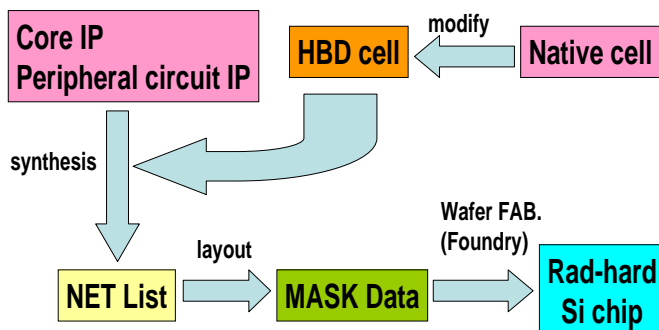 Core IP
Peripheral circuit IP
HBD cell
modify
Native cell
synthesis
layout
Wafer FAB.
(Foundry)
NET List
MASK Data
Rad-hard
Si chip